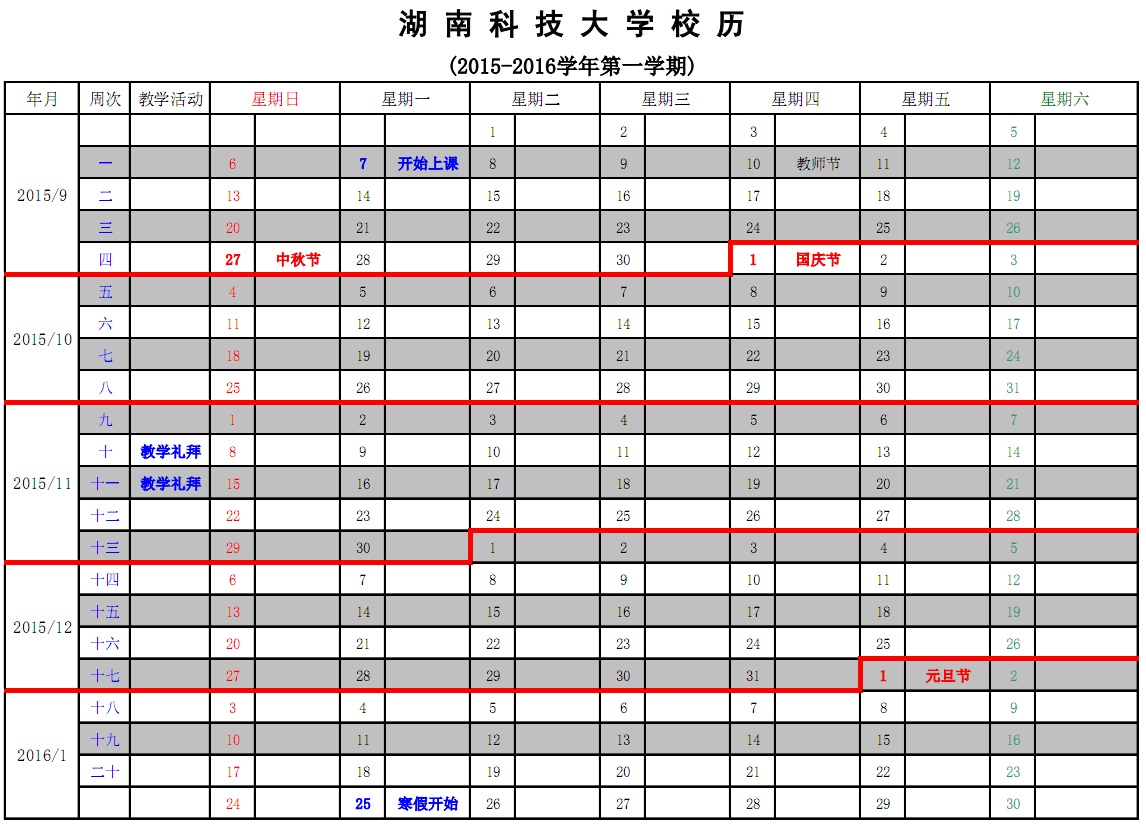 湖南科技大学校历
(2015-2016学年第一学期)
年月 周次 教学活动 星期日 星期一 星期二 星期三 星期四 星期五 星期六
1 2 3 4 5
一 6 7 开始上课 8 9 10 教师节 11 12
2015/9 二 13 14 15 16 17 18 19
三 20 21 22 23 24 25 26
四 27 中秋节 28 29 30 1 国庆节 2 3
五 4 5 6 7 8 9 10
2015/10 六 11 12 13 14 15 16 17
七 18 19 20 21 22 23 24
八 25 26 27 28 29 30 31
九 1 2 3 4 5 6 7
十 教学礼拜 8 9 10 11 12 13 14
2015/11 十一 教学礼拜 15 16 17 18 19 20 21
十二 22 23 24 25 26 27 28
十三 29 30 1 2 3 4 5
十四 6 7 8 9 10 11 12
2015/12 十五 13 14 15 16 17 18 19
十六 20 21 22 23 24 25 26
十七 27 28 29 30 31 1 元旦节 2
十八 3 4 5 6 7 8 9
2016/1 十九 10 11 12 13 14 15 16
二十 17 18 19 20 21 22 23
24 25 寒假开始 26 27 28 29 30